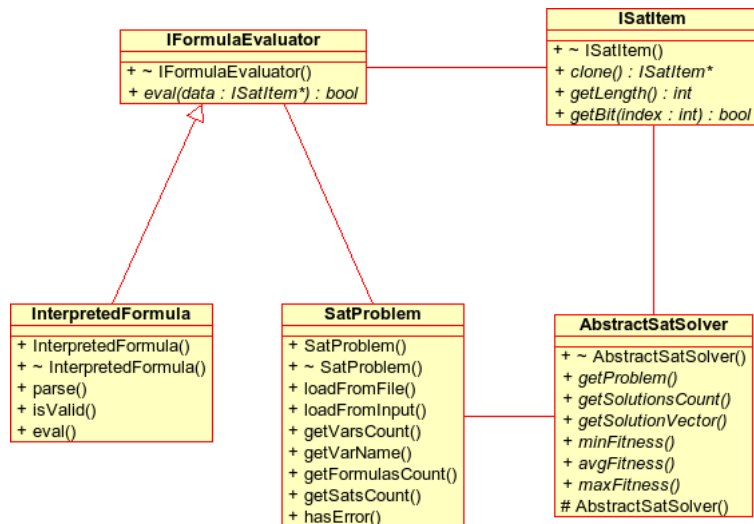 IFormulaEvaluator
+ ~ IFormulaEvaluator()
+ eval(data : ISatItem*) : bool
ISatItem
+ ~ ISatItem()
+ clone() : ISatItem*
+ getLength() : int
+ getBit(index : int) : bool
InterpretedFormula
+ InterpretedFormula()
+ ~ InterpretedFormula()
+ parse()
+ isValid()
+ eval()
SatProblem
+ SatProblem()
+ ~ SatProblem()
+ loadFromFile()
+ loadFromInput()
+ getVarsCount()
+ getVarName()
+ getFormulasCount()
+ getSatsCount()
+ hasError()
AbstractSatSolver
+ ~ AbstractSatSolver()
+ getProblem()
+ getSolutionsCount()
+ getSolutionVector()
+ minFitness()
+ avgFitness()
+ maxFitness()
# AbstractSatSolver()